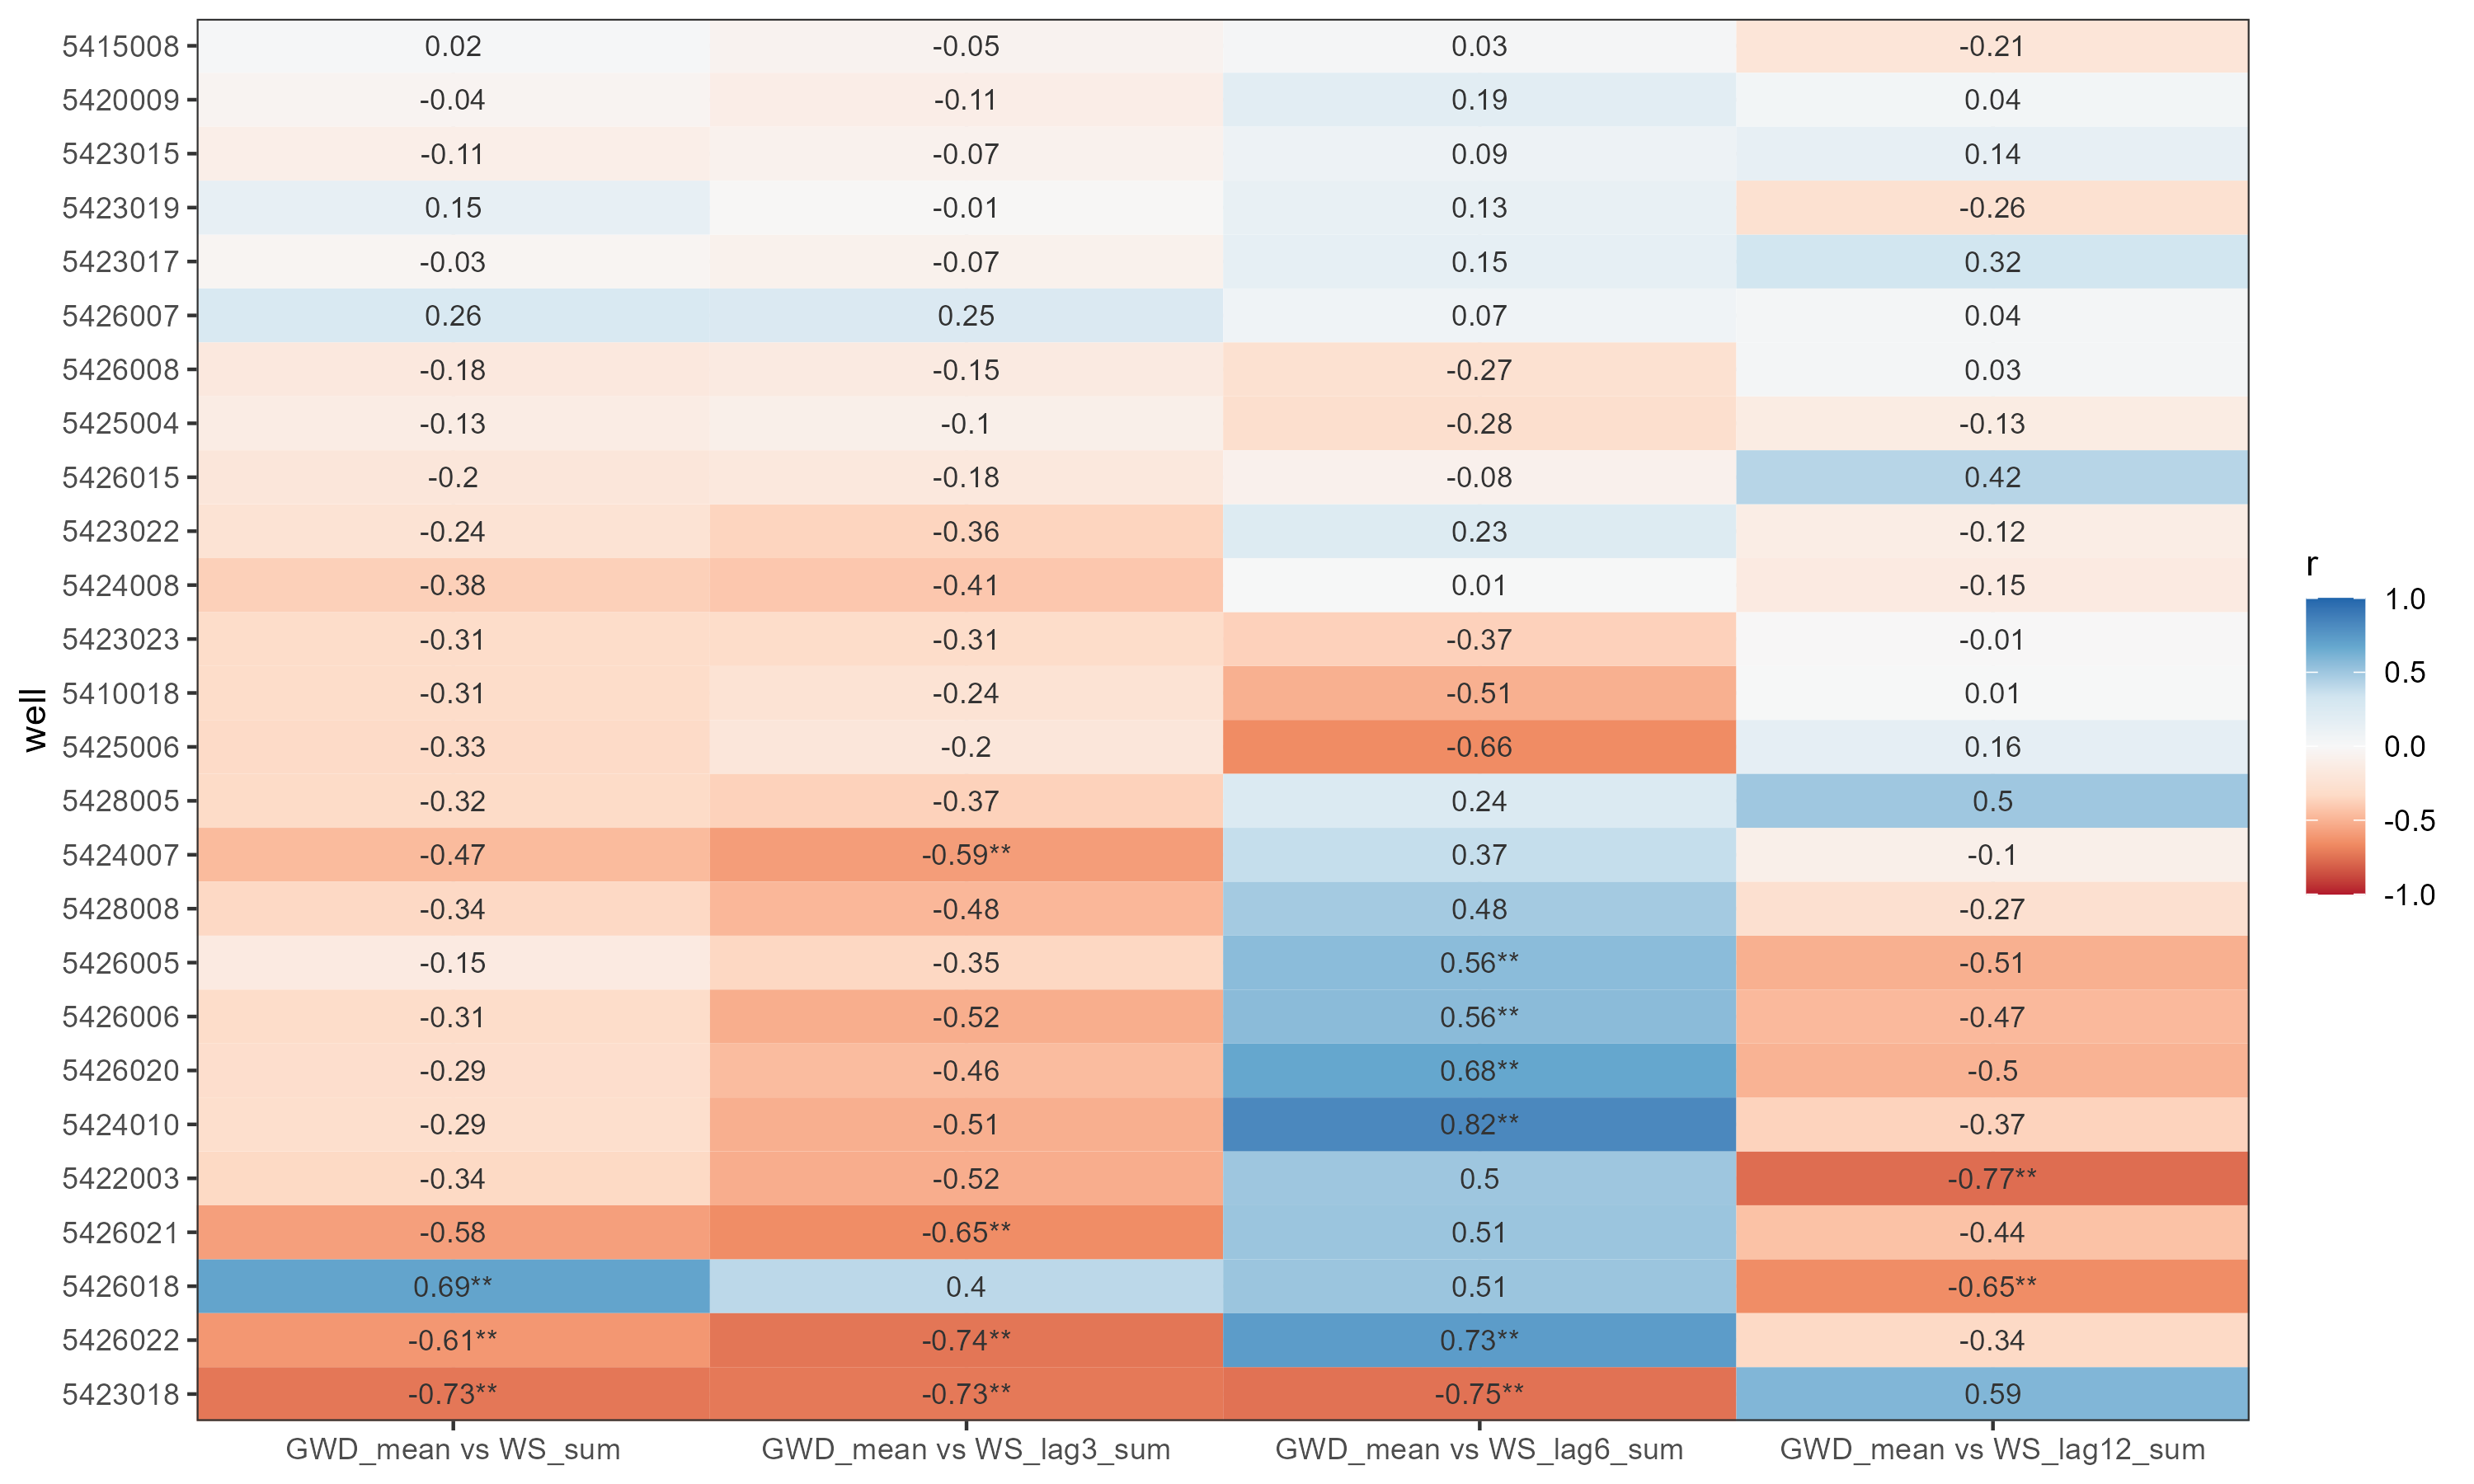 5415008 0.02 -0.05 0.03 -0.21
5420009 -0.04 -0.11 0.19 0.04
5423015 -0.11 -0.07 0.09 0.14
5423019 0.15 -0.01 0.13 -0.26
5423017 -0.03 -0.07 0.15 0.32
5426007 0.26 0.25 0.07 0.04
5426008 -0.18 -0.15 -0.27 0.03
5425004 -0.13 -0.1 -0.28 -0.13
5426015 -0.2 -0.18 -0.08 0.42
5423022 -0.24 -0.36 0.23 -0.12
5424008 -0.38 -0.41 0.01 -0.15
5423023 -0.31 -0.31 -0.37 -0.01
5410018 -0.31 -0.24 -0.51 0.01
5425006 -0.33 -0.2 -0.66 0.16
5428005 -0.32 -0.37 0.24 0.5
5424007 -0.47 -0.59** 0.37 -0.1
5428008 -0.34 -0.48 0.48 -0.27
5426005 -0.15 -0.35 0.56** -0.51
5426006 -0.31 -0.52 0.56** -0.47
5426020 -0.29 -0.46 0.68** -0.5
5424010 -0.29 -0.51 0.82** -0.37
5422003 -0.34 -0.52 0.5 -0.77**
5426021 -0.58 -0.65** 0.51 -0.44
5426018 0.69** 0.4 0.51 -0.65**
5426022 -0.61** -0.74** 0.73** -0.34
5423018 -0.73** -0.73** -0.75** 0.59
GWD_mean vs WS_sum GWD_mean vs WS_lag3_sum GWD_mean vs WS_lag6_sum GWD_mean vs WS_lag12_sum
well
r
1.0
0.5
0.0
-0.5
-1.0